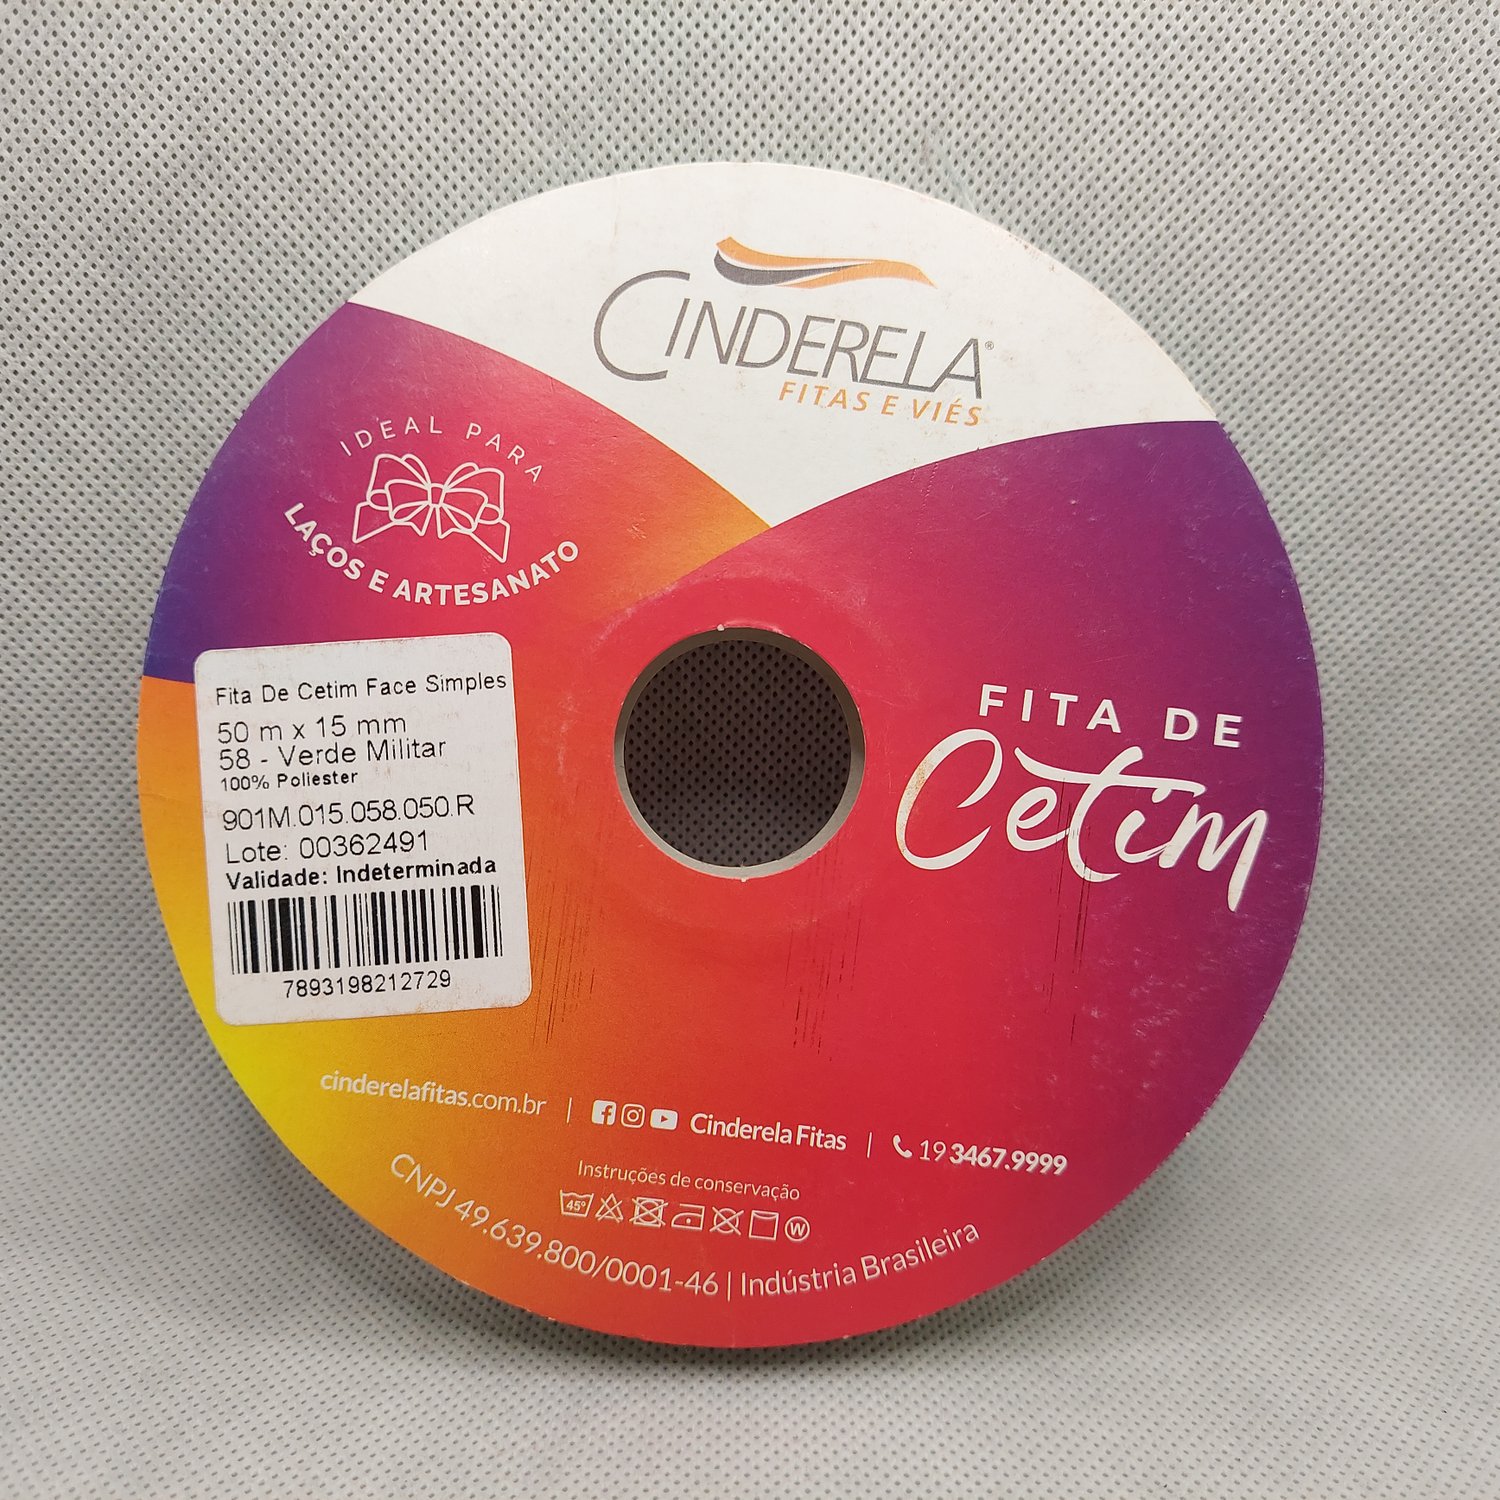 CINDERELA®
FITAS E VIÉS
IDEAL PARA
LAÇOS E ARTESANATO
Fita De Cetim Face Simples
50 m x 15 mm
58 - Verde Militar
100% Poliester
901M.015.058.050.R
Lote: 00362491
Validade: Indeterminada
7893198212729
FITA DE
Cetim
cinderelafitas.com.br | Cinderela Fitas | 19 3467.9999
Instruções de conservação
45° W
CNPJ 49.639.800/0001-46 | Indústria Brasileira